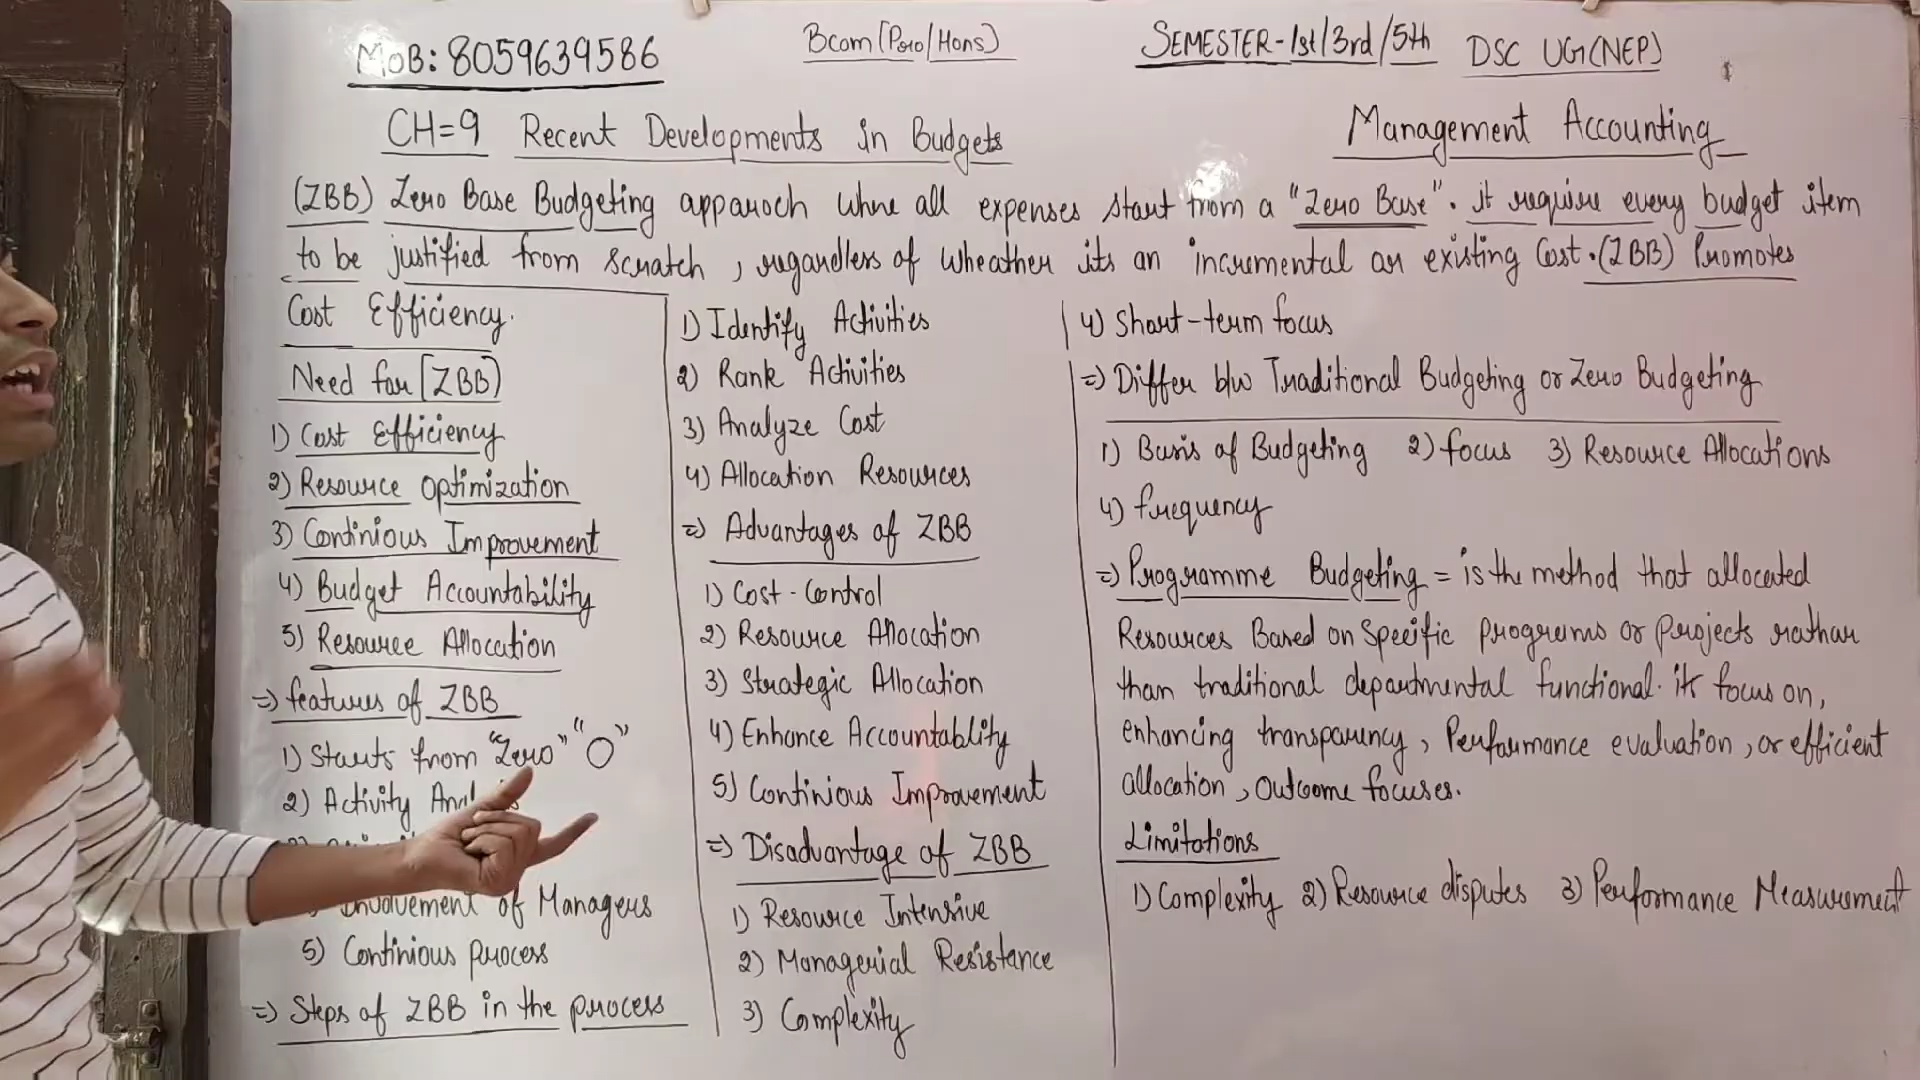 MOB: 8059639586
Bcom (Pro/Hons)
SEMESTER-1st/3rd/5th DSC UG(NEP)
CH=9 Recent Developments in Budgets
Management Accounting
(ZBB) Zero Base Budgeting apparoch whre all expenses start from a "Zero Base". it require every budget item
to be justified from scratch, regardless of wheather its an incremental or existing Cost. (ZBB) Promotes
Cost Efficiency.
Need for [ZBB]
1) Cost Efficiency
2) Resource optimization
3) Continious Improvement
4) Budget Accountability
5) Resource Allocation
=> features of ZBB
1) Starts from "Zero" "O"
2) Activity
Involvement of Managers
5) Continious process
=> Steps of ZBB in the process
1) Identify Activities
2) Rank Activities
3) Analyze Cost
4) Allocation Resources
=> Advantages of ZBB
1) Cost-Control
2) Resource Allocation
3) Strategic Allocation
4) Enhance Accountablity
5) Continious Improvement
=> Disadvantage of ZBB
1) Resource Intensive
2) Managerial Resistance
3) Complexity
4) Short-term focus
=> Differ b/w Traditional Budgeting or Zero Budgeting
1) Basis of Budgeting 2) focus 3) Resource Allocations
4) frequency
=> Programme Budgeting = is the method that allocated
Resources Based on Specific programs or projects rathar
than traditional departmental functional. it focus on,
enhancing transparency, Performance evaluation, or efficient
allocation, outcome focuses.
Limitations
1) Complexity 2) Resource disputes 3) Performance Measurement